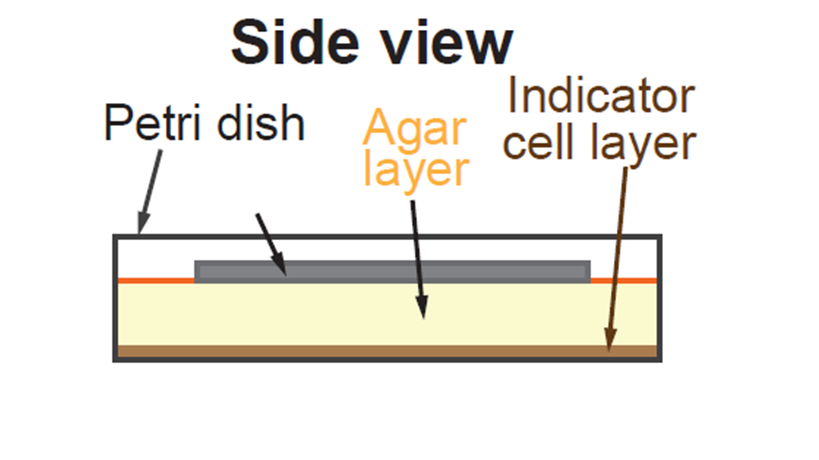 Side view
Petri dish
Agar
layer
Indicator
cell layer